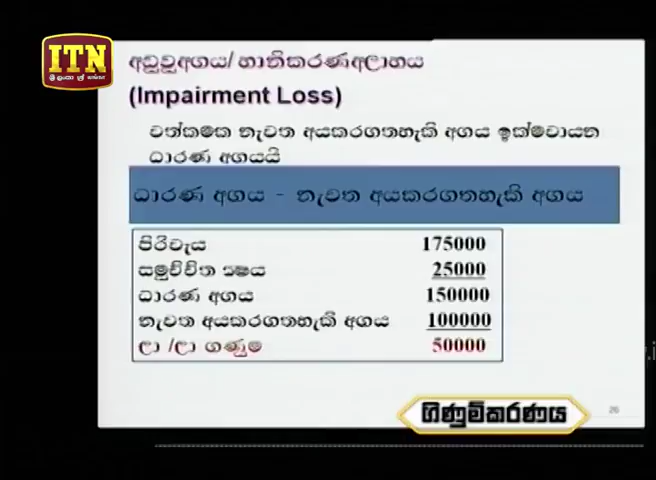 ITN
ශ්‍රී ලංකා
අඩුවූඅගය/ හානිකරණඅලාභය
(Impairment Loss)
වත්කමක නැවත අයකරගතහැකි අගය ඉක්මවායන
ධාරණ අගයයි
ධාරණ අගය - නැවත අයකරගතහැකි අගය
පිරිවැය 175000
සමුච්චිත ක්‍ෂය 25000
ධාරණ අගය 150000
නැවත අයකරගතහැකි අගය 100000
ලා /ලා ගිණුම 50000
ගිණුම්කරණය
26